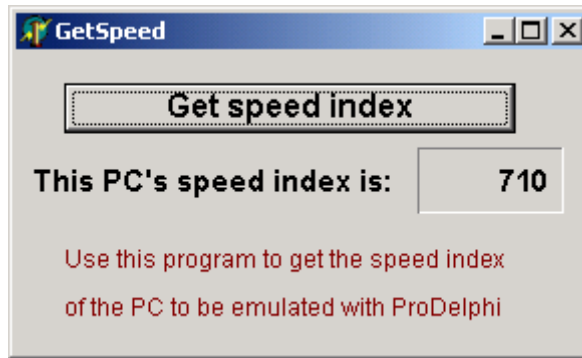 GetSpeed
Get speed index
This PC's speed index is: 710
Use this program to get the speed index
of the PC to be emulated with ProDelphi